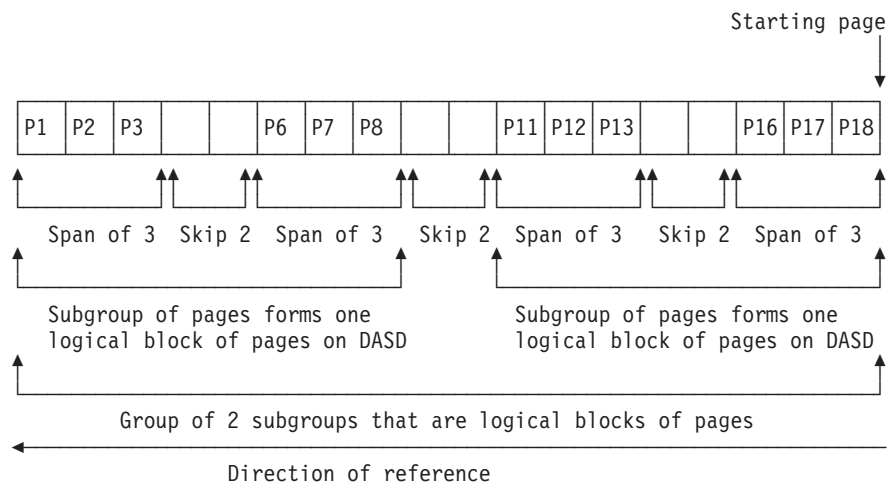 Starting page
P1 P2 P3 P6 P7 P8 P11 P12 P13 P16 P17 P18
Span of 3 Skip 2 Span of 3 Skip 2 Span of 3 Skip 2 Span of 3
Subgroup of pages forms one Subgroup of pages forms one
logical block of pages on DASD logical block of pages on DASD
Group of 2 subgroups that are logical blocks of pages
Direction of reference